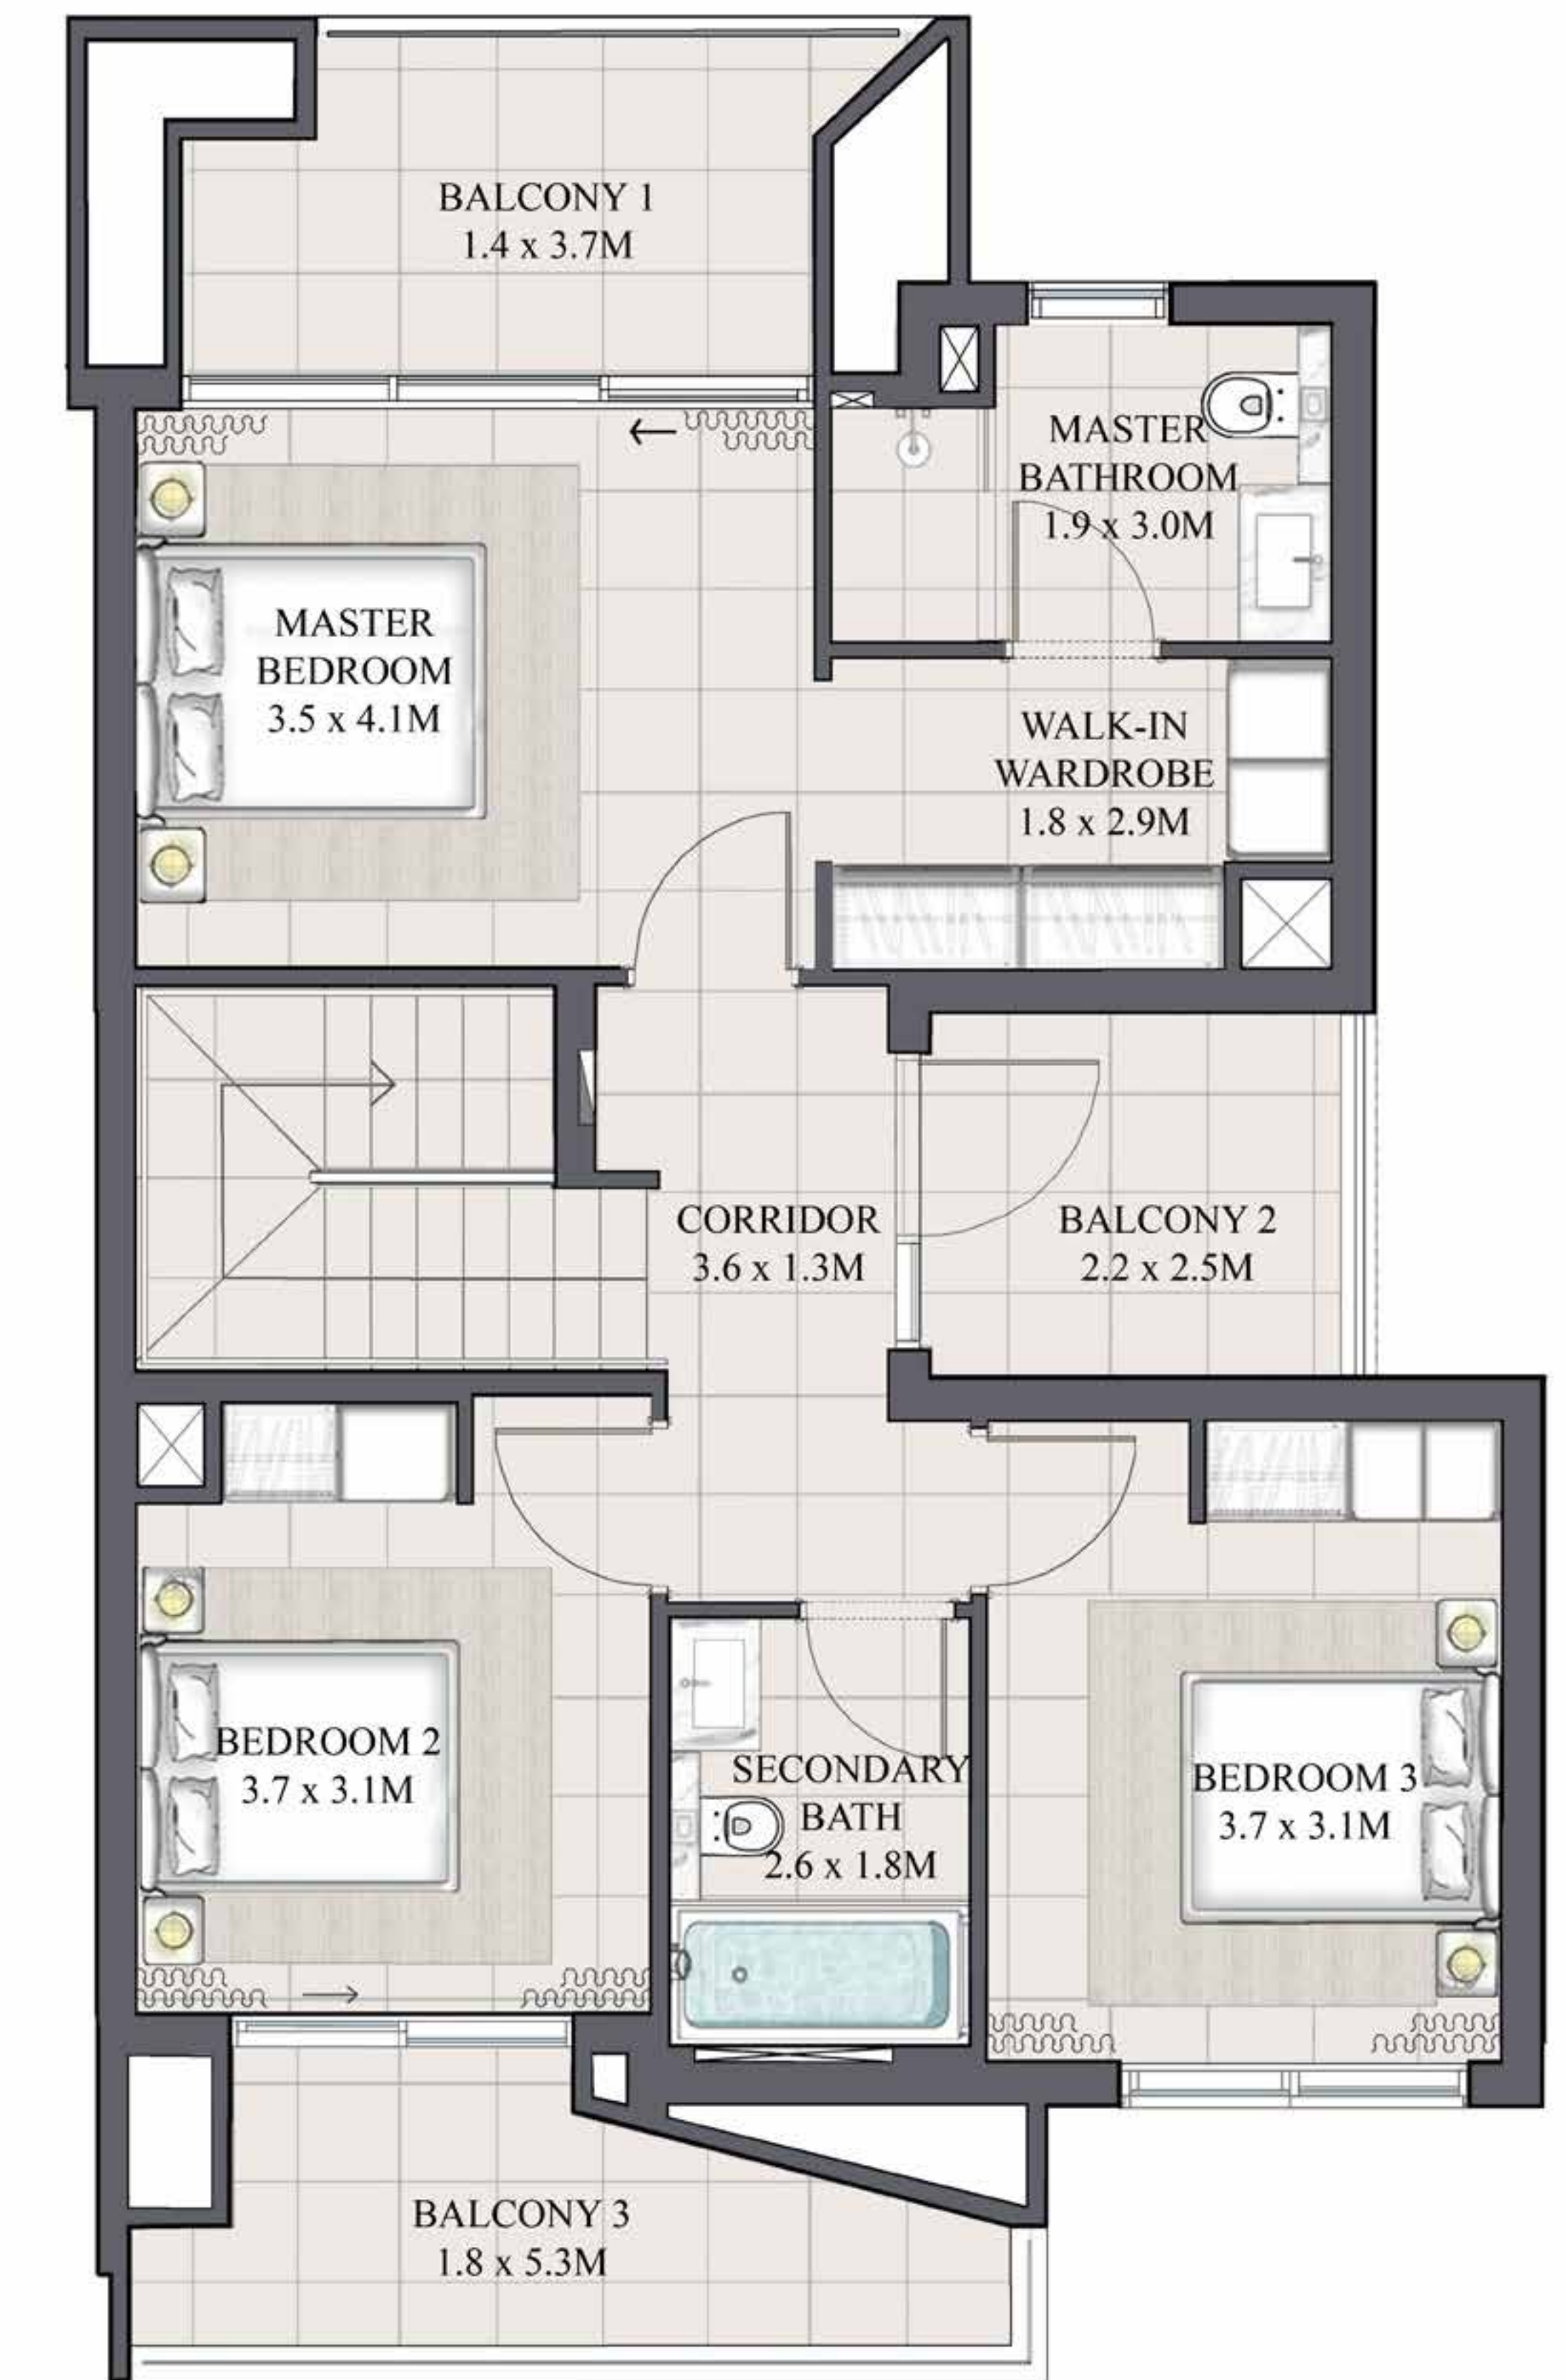 BALCONY 1
1.4 x 3.7M
MASTER
BATHROOM
1.9 x 3.0M
MASTER
BEDROOM
3.5 x 4.1M
WALK-IN
WARDROBE
1.8 x 2.9M
CORRIDOR
3.6 x 1.3M
BALCONY 2
2.2 x 2.5M
BEDROOM 2
3.7 x 3.1M
SECONDARY
BATH
2.6 x 1.8M
BEDROOM 3
3.7 x 3.1M
BALCONY 3
1.8 x 5.3M